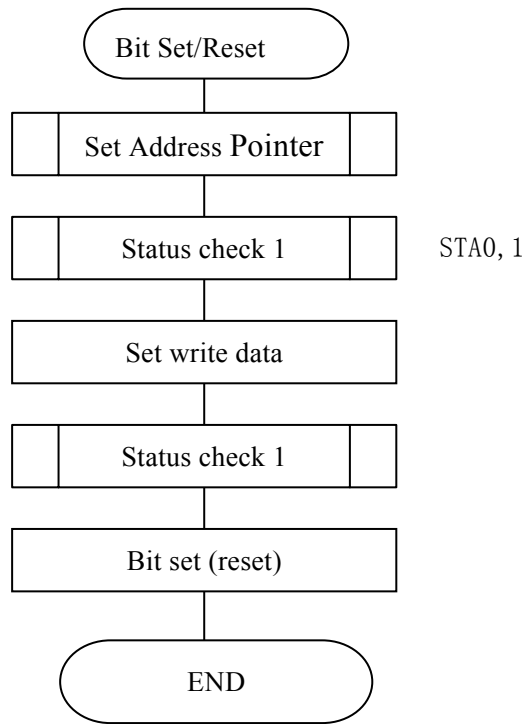 Bit Set/Reset
Set Address Pointer
Status check 1
STA0, 1
Set write data
Status check 1
Bit set (reset)
END